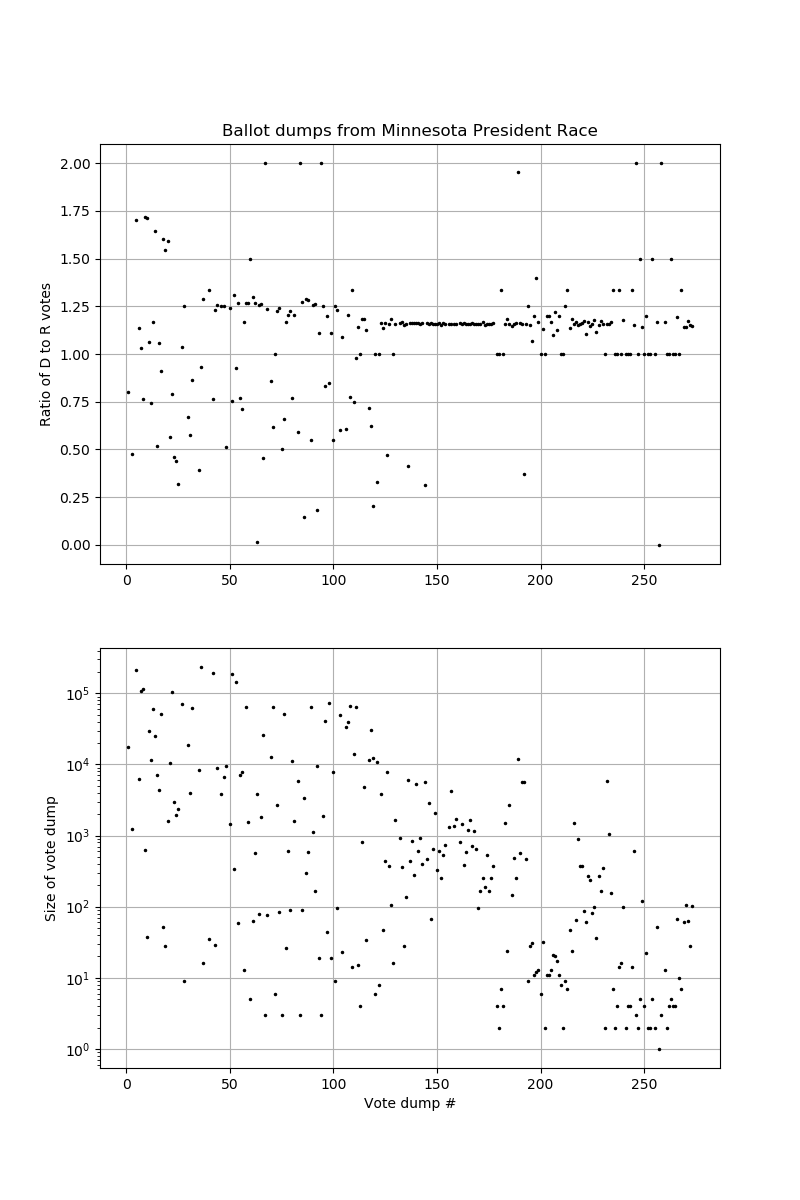 Ballot dumps from Minnesota President Race
2.00
1.75
1.50
1.25
1.00
0.75
0.50
0.25
0.00
Ratio of D to R votes
0 50 100 150 200 250
10^5
10^4
10^3
10^2
10^1
10^0
Size of vote dump
0 50 100 150 200 250
Vote dump #